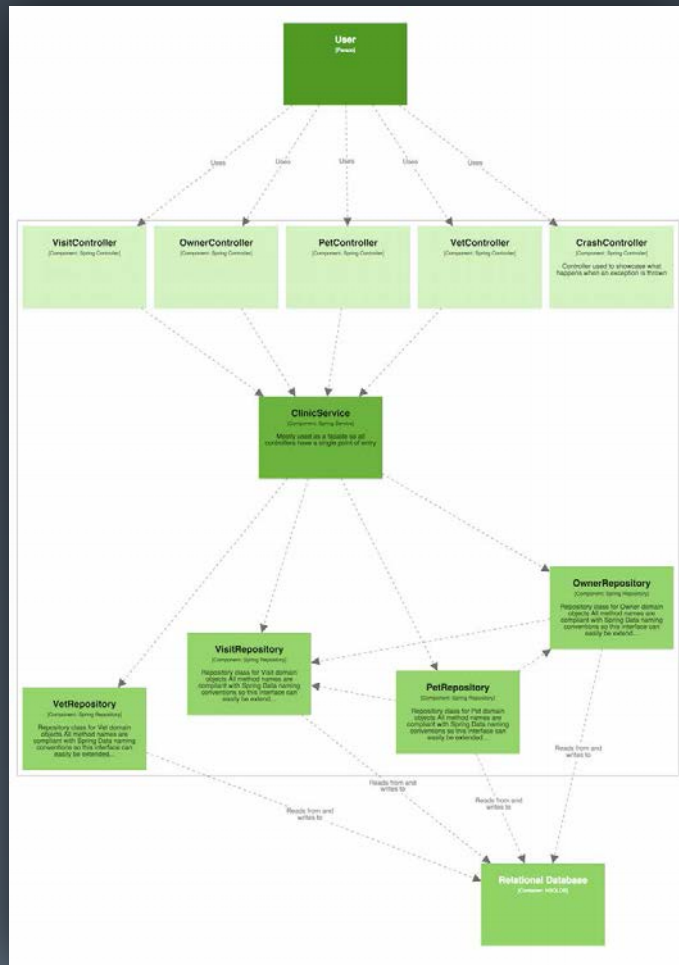 User
[Person]
Uses
Uses
Uses
Uses
Uses
VisitController
[Component: Spring Controller]
OwnerController
[Component: Spring Controller]
PetController
[Component: Spring Controller]
VetController
[Component: Spring Controller]
CrashController
[Component: Spring Controller]
Controller used to showcase what
happens when an exception is thrown
ClinicService
[Component: Spring Service]
Mostly used as a facade so all
controllers have a single point of entry
OwnerRepository
[Component: Spring Repository]
Repository class for Owner domain
objects All method names are
compliant with Spring Data naming
conventions so this interface can
easily be extend...
VisitRepository
[Component: Spring Repository]
Repository class for Visit domain
objects All method names are
compliant with Spring Data naming
conventions so this interface can
easily be extend...
PetRepository
[Component: Spring Repository]
Repository class for Pet domain
objects All method names are
compliant with Spring Data naming
conventions so this interface can
easily be extended...
VetRepository
[Component: Spring Repository]
Repository class for Vet domain
objects All method names are
compliant with Spring Data naming
conventions so this interface can
easily be extended...
Reads from and
writes to
Reads from and
writes to
Reads from and
writes to
Reads from and
writes to
Relational Database
[Container: HSQLDB]